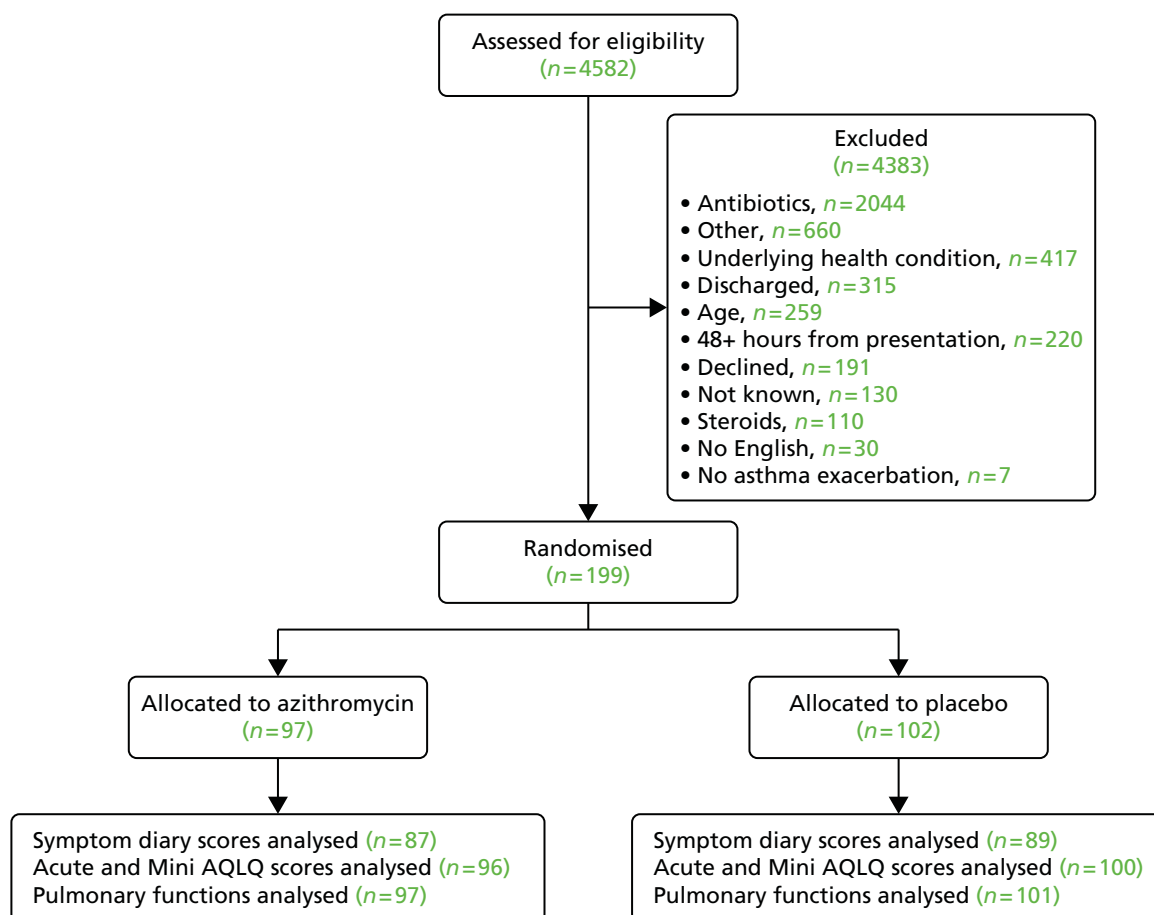 Assessed for eligibility
(n=4582)
Excluded
(n=4383)
• Antibiotics, n=2044
• Other, n=660
• Underlying health condition, n=417
• Discharged, n=315
• Age, n=259
• 48+ hours from presentation, n=220
• Declined, n=191
• Not known, n=130
• Steroids, n=110
• No English, n=30
• No asthma exacerbation, n=7
Randomised
(n=199)
Allocated to azithromycin
(n=97)
Allocated to placebo
(n=102)
Symptom diary scores analysed (n=87)
Acute and Mini AQLQ scores analysed (n=96)
Pulmonary functions analysed (n=97)
Symptom diary scores analysed (n=89)
Acute and Mini AQLQ scores analysed (n=100)
Pulmonary functions analysed (n=101)